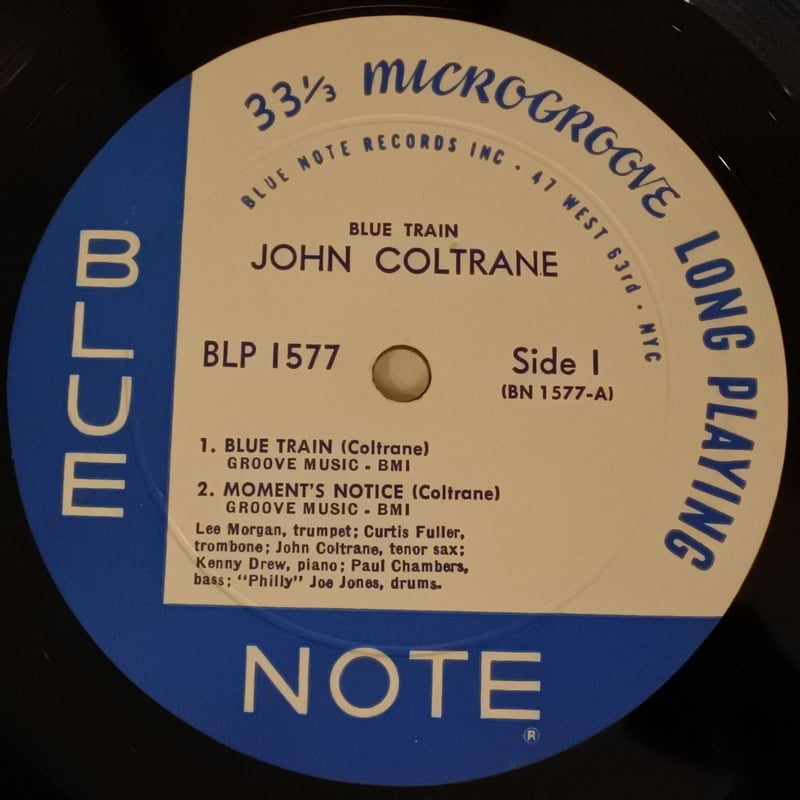 33⅓ MICROGROOVE LONG PLAYING
BLUE NOTE RECORDS INC · 47 WEST 63rd · NYC
BLUE TRAIN
JOHN COLTRANE
BLP 1577
Side 1
(BN 1577-A)
1. BLUE TRAIN (Coltrane)
GROOVE MUSIC - BMI
2. MOMENT'S NOTICE (Coltrane)
GROOVE MUSIC - BMI
Lee Morgan, trumpet; Curtis Fuller,
trombone; John Coltrane, tenor sax;
Kenny Drew, piano; Paul Chambers,
bass; "Philly" Joe Jones, drums.
BLUE
NOTE
®